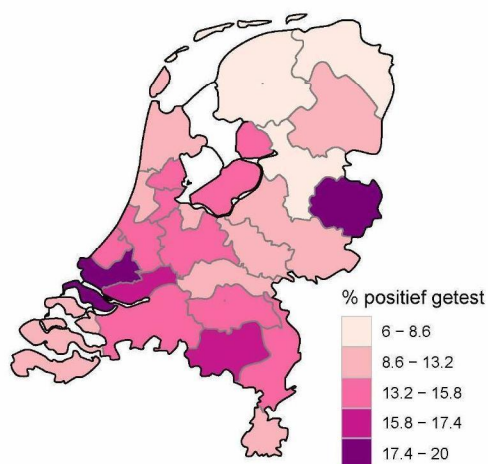 % positief getest
6 – 8.6
8.6 – 13.2
13.2 – 15.8
15.8 – 17.4
17.4 – 20